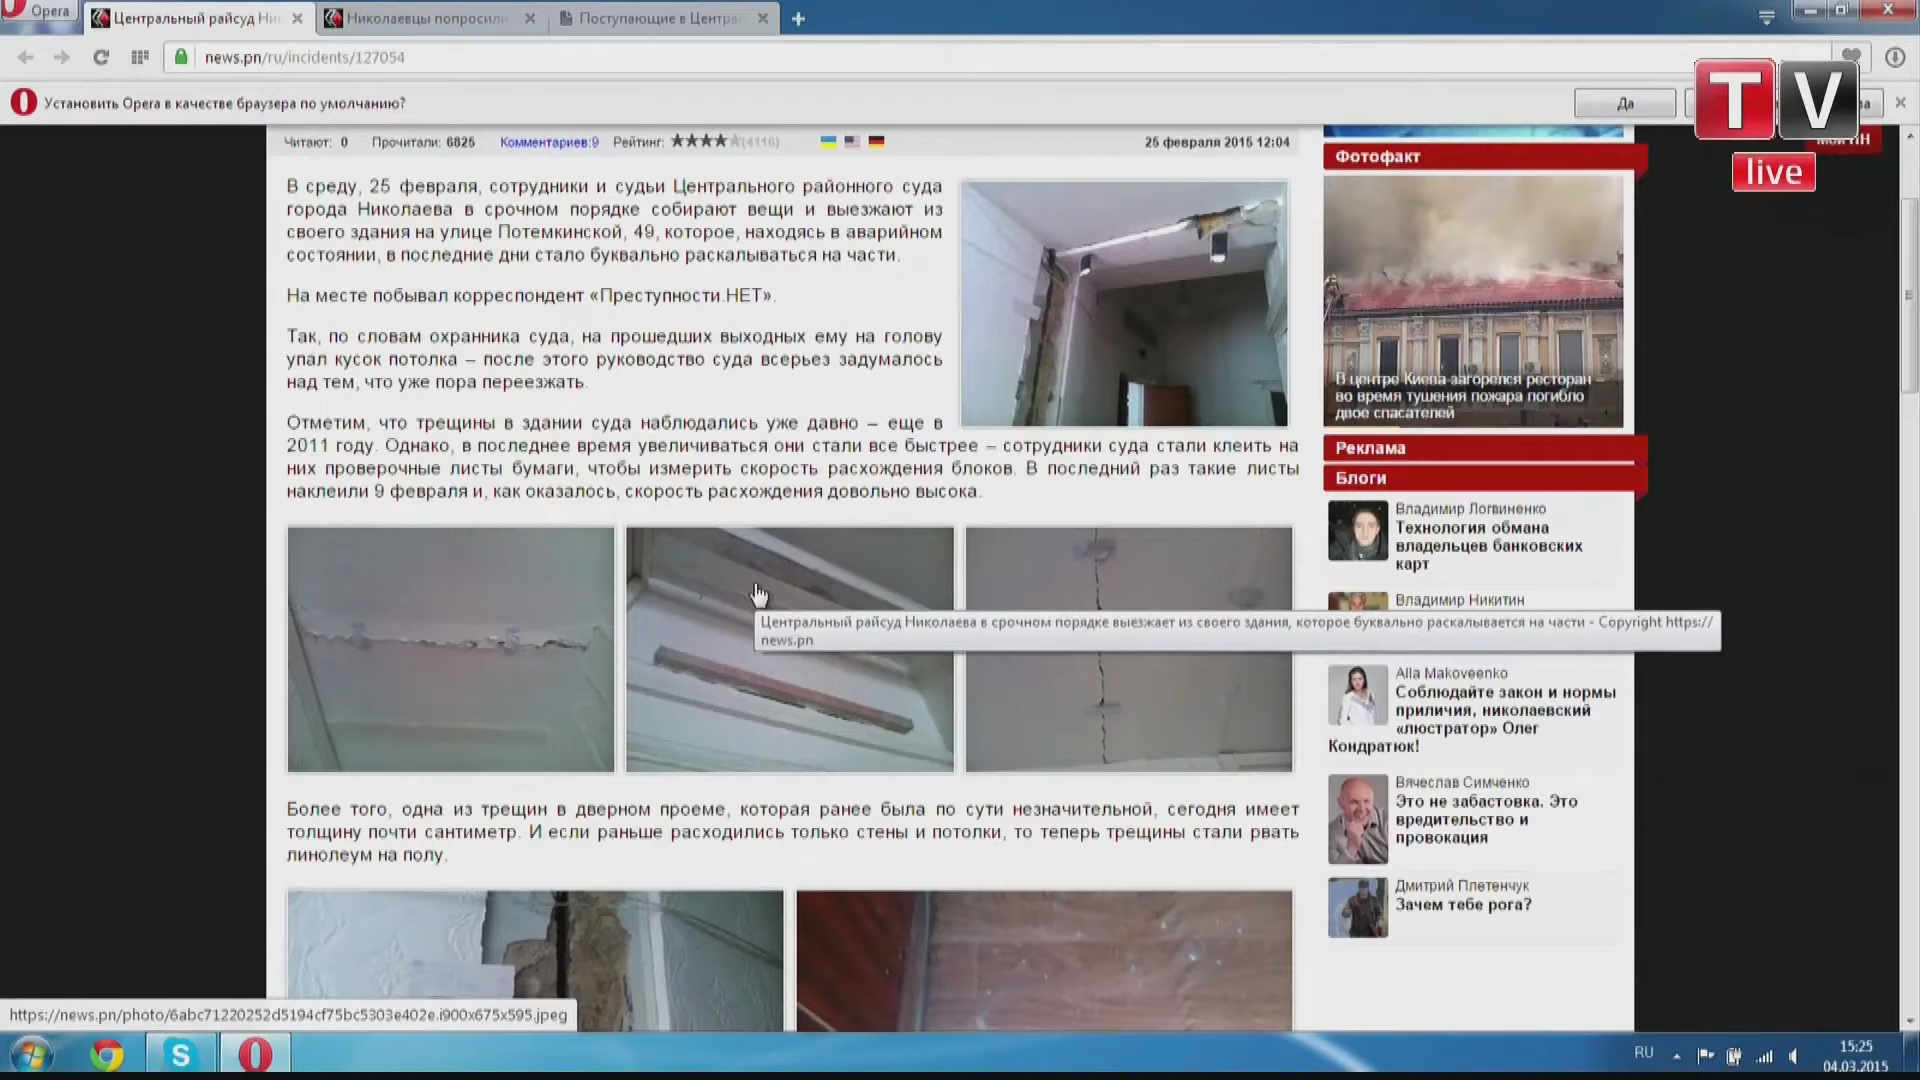 Opera
Центральный райсуд Ни
Николаевцы попросили
Поступающие в Центра
news.pn/ru/incidents/127054
Установить Opera в качестве браузера по умолчанию?
Да
TV
live
Читают: 0 Прочитали: 6825 Комментариев:9 Рейтинг: (4116)
25 февраля 2015 12:04
В среду, 25 февраля, сотрудники и судьи Центрального районного суда
города Николаева в срочном порядке собирают вещи и выезжают из
своего здания на улице Потемкинской, 49, которое, находясь в аварийном
состоянии, в последние дни стало буквально раскалываться на части.
На месте побывал корреспондент «Преступности.НЕТ».
Так, по словам охранника суда, на прошедших выходных ему на голову
упал кусок потолка – после этого руководство суда всерьез задумалось
над тем, что уже пора переезжать.
Отметим, что трещины в здании суда наблюдались уже давно – еще в
2011 году. Однако, в последнее время увеличиваться они стали все быстрее – сотрудники суда стали клеить на
них проверочные листы бумаги, чтобы измерить скорость расхождения блоков. В последний раз такие листы
наклеили 9 февраля и, как оказалось, скорость расхождения довольно высока.
Центральный райсуд Николаева в срочном порядке выезжает из своего здания, которое буквально раскалывается на части - Copyright https://
news.pn
Более того, одна из трещин в дверном проеме, которая ранее была по сути незначительной, сегодня имеет
толщину почти сантиметр. И если раньше расходились только стены и потолки, то теперь трещины стали рвать
линолеум на полу.
Фотофакт
В центре Киева загорелся ресторан
во время тушения пожара погибло
двое спасателей
Реклама
Блоги
Владимир Логвиненко
Технология обмана
владельцев банковских
карт
Владимир Никитин
Alla Makoveenko
Соблюдайте закон и нормы
приличия, николаевский
«люстратор» Олег
Кондратюк!
Вячеслав Симченко
Это не забастовка. Это
вредительство и
провокация
Дмитрий Плетенчук
Зачем тебе рога?
https://news.pn/photo/6abc71220252d5194cf75bc5303e402e.i900x675x595.jpeg
RU
15:25
04.03.2015